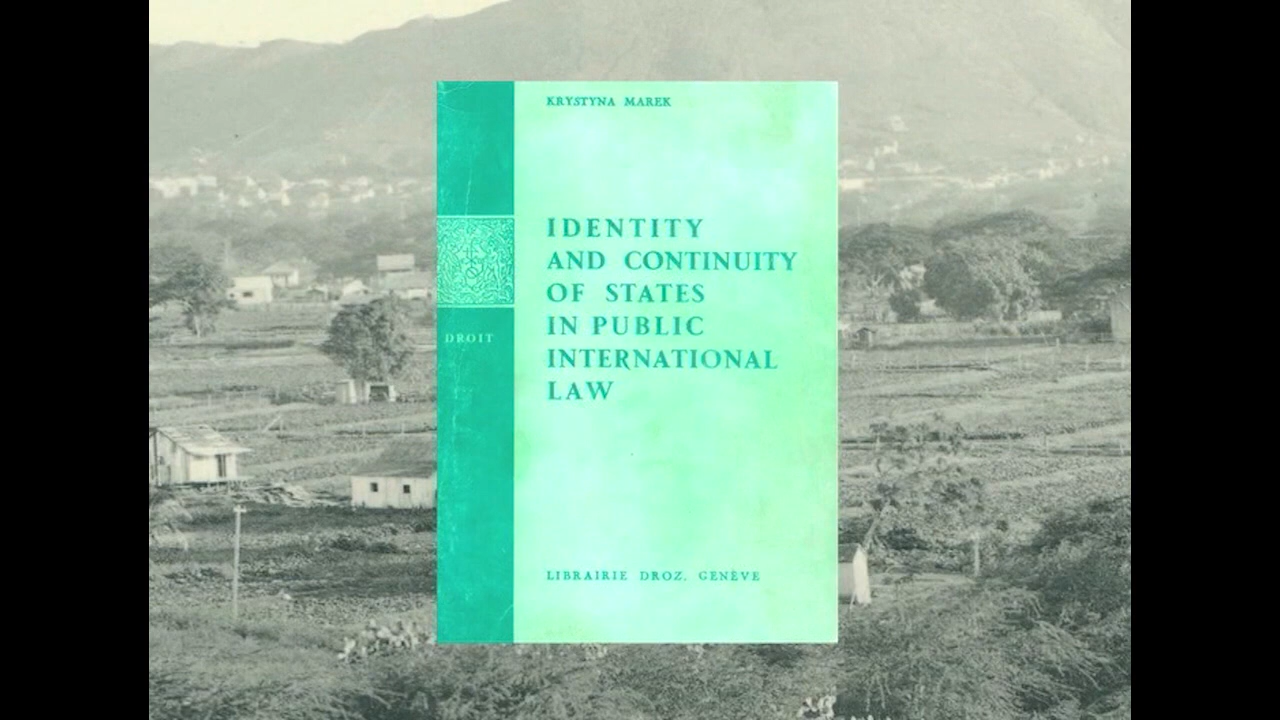 KRYSTYNA MAREK
IDENTITY
AND CONTINUITY
OF STATES
IN PUBLIC
INTERNATIONAL
LAW
DROIT
LIBRAIRIE DROZ, GENÈVE